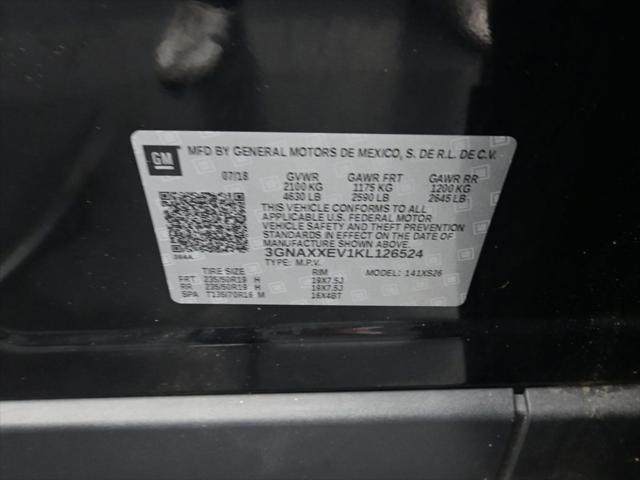 GM
MFD BY GENERAL MOTORS DE MEXICO, S. DE R.L. DE C.V.
07/18 GVWR GAWR FRT GAWR RR
2100 KG 1175 KG 1200 KG
4630 LB 2590 LB 2645 LB
THIS VEHICLE CONFORMS TO ALL
APPLICABLE U.S. FEDERAL MOTOR
VEHICLE SAFETY, BUMPER, AND THEFT PREVENTION
STANDARDS IN EFFECT ON THE DATE OF
MANUFACTURE SHOWN ABOVE.
3GNAXXEV1KL126524
TYPE: M.P.V. MODEL: 141XS26
TIRE SIZE RIM
FRT 235/50R19 H 19X7.5J
RR 235/50R19 H 19X7.5J
SPA T135/70R16 M 16X4BT